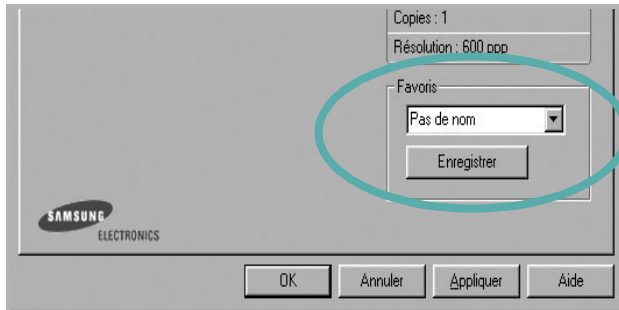 Copies : 1
Résolution : 600 ppp
Favoris
Pas de nom
Enregistrer
SAMSUNG
ELECTRONICS
OK Annuler Appliquer Aide